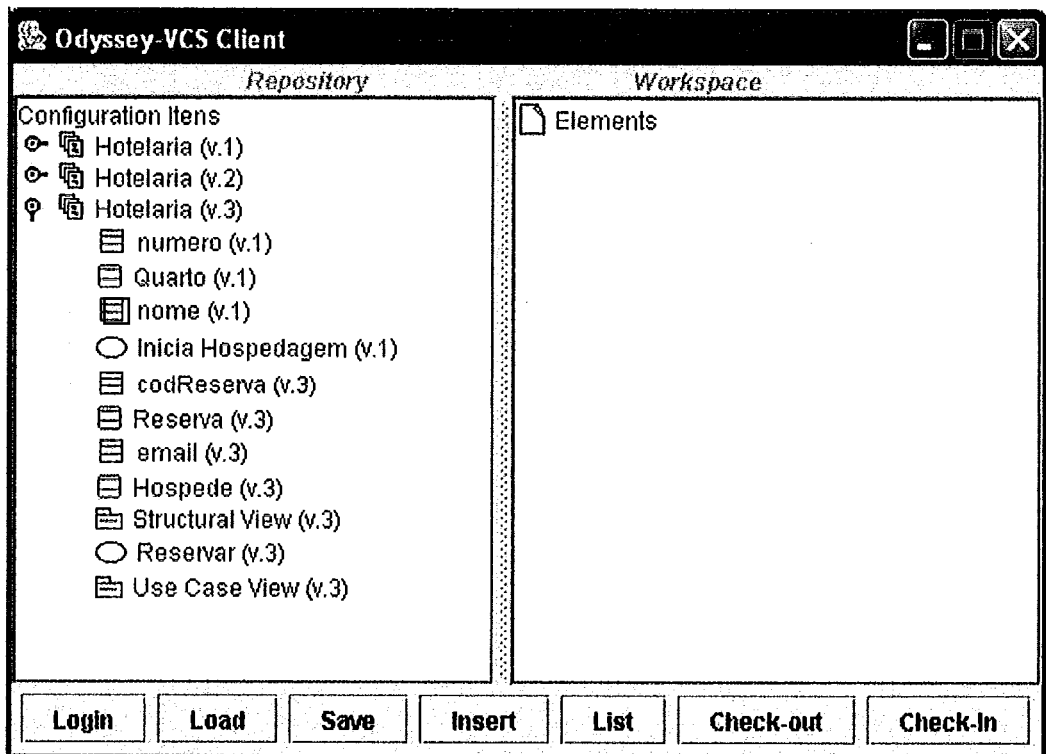 Odyssey-VCS Client
Repository Workspace
Configuration Itens
Hotelaria (v.1)
Hotelaria (v.2)
Hotelaria (v.3)
numero (v.1)
Quarto (v.1)
nome (v.1)
Inicia Hospedagem (v.1)
codReserva (v.3)
Reserva (v.3)
email (v.3)
Hospede (v.3)
Structural View (v.3)
Reservar (v.3)
Use Case View (v.3)
Elements
Login Load Save Insert List Check-out Check-In